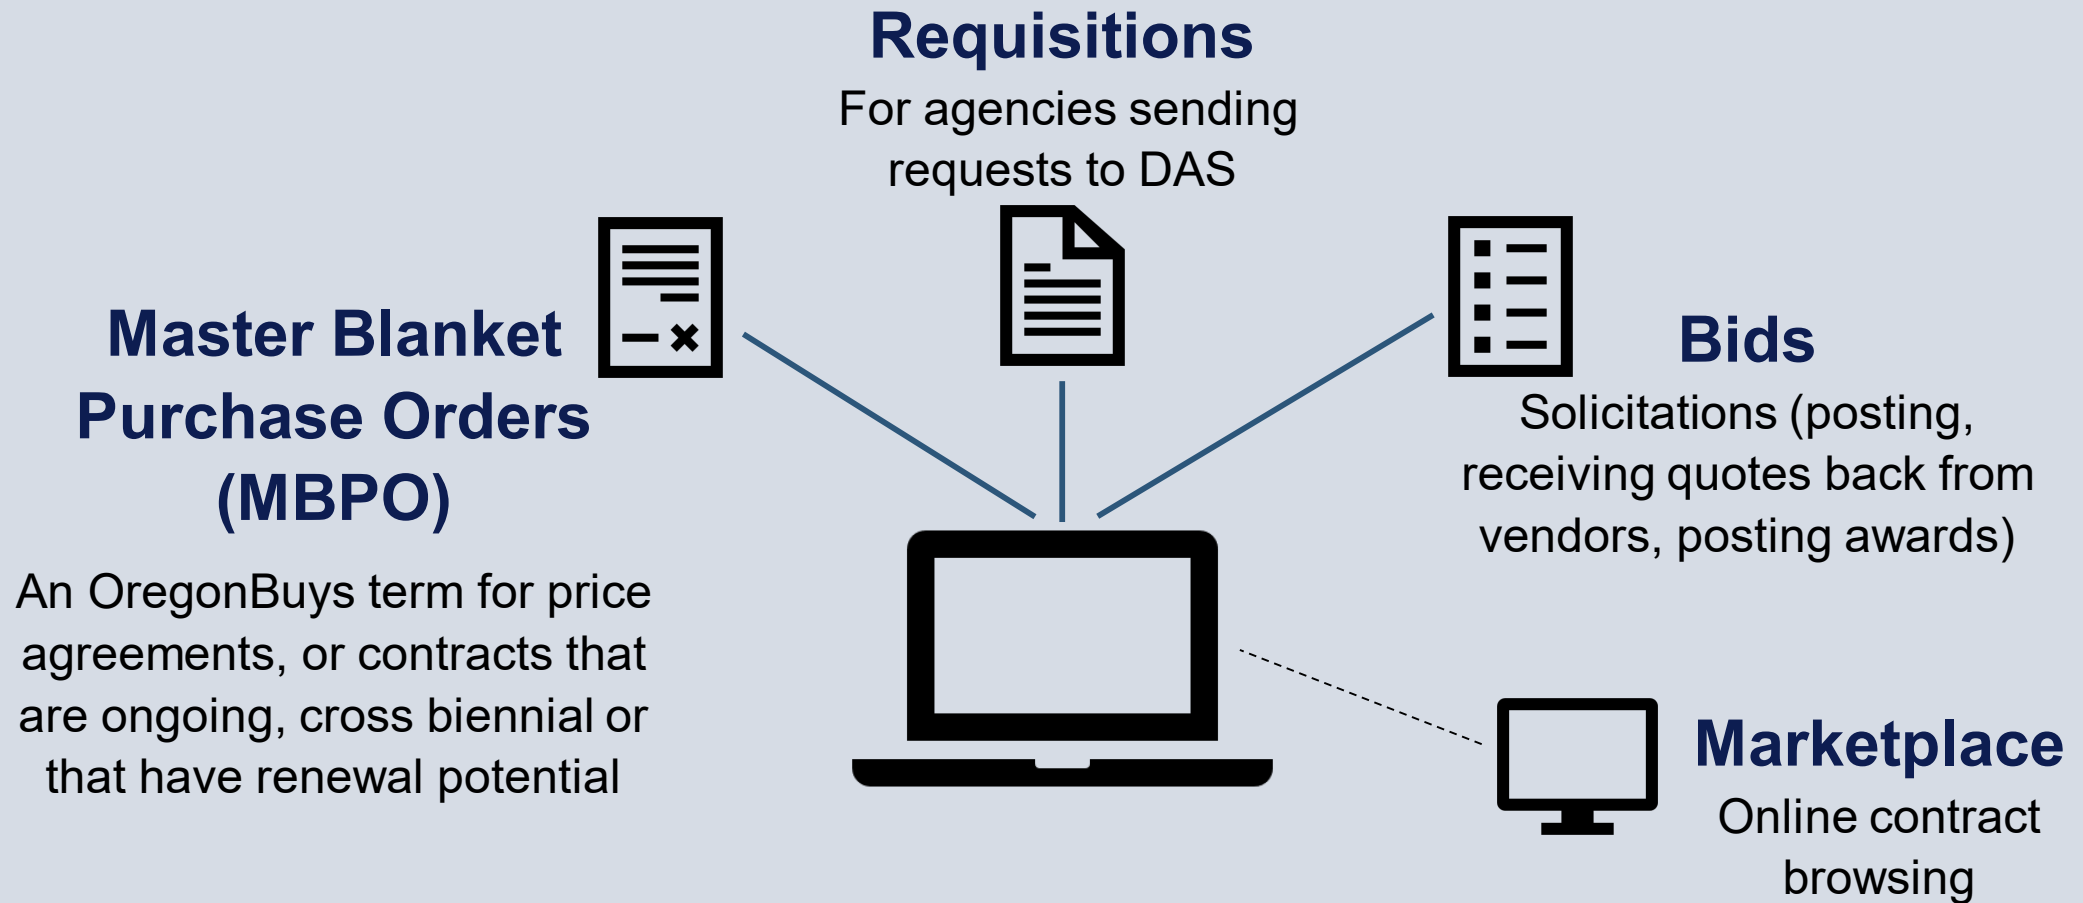 Requisitions
For agencies sending
requests to DAS
Master Blanket
Purchase Orders
(MBPO)
An OregonBuys term for price
agreements, or contracts that
are ongoing, cross biennial or
that have renewal potential
Bids
Solicitations (posting,
receiving quotes back from
vendors, posting awards)
Marketplace
Online contract
browsing